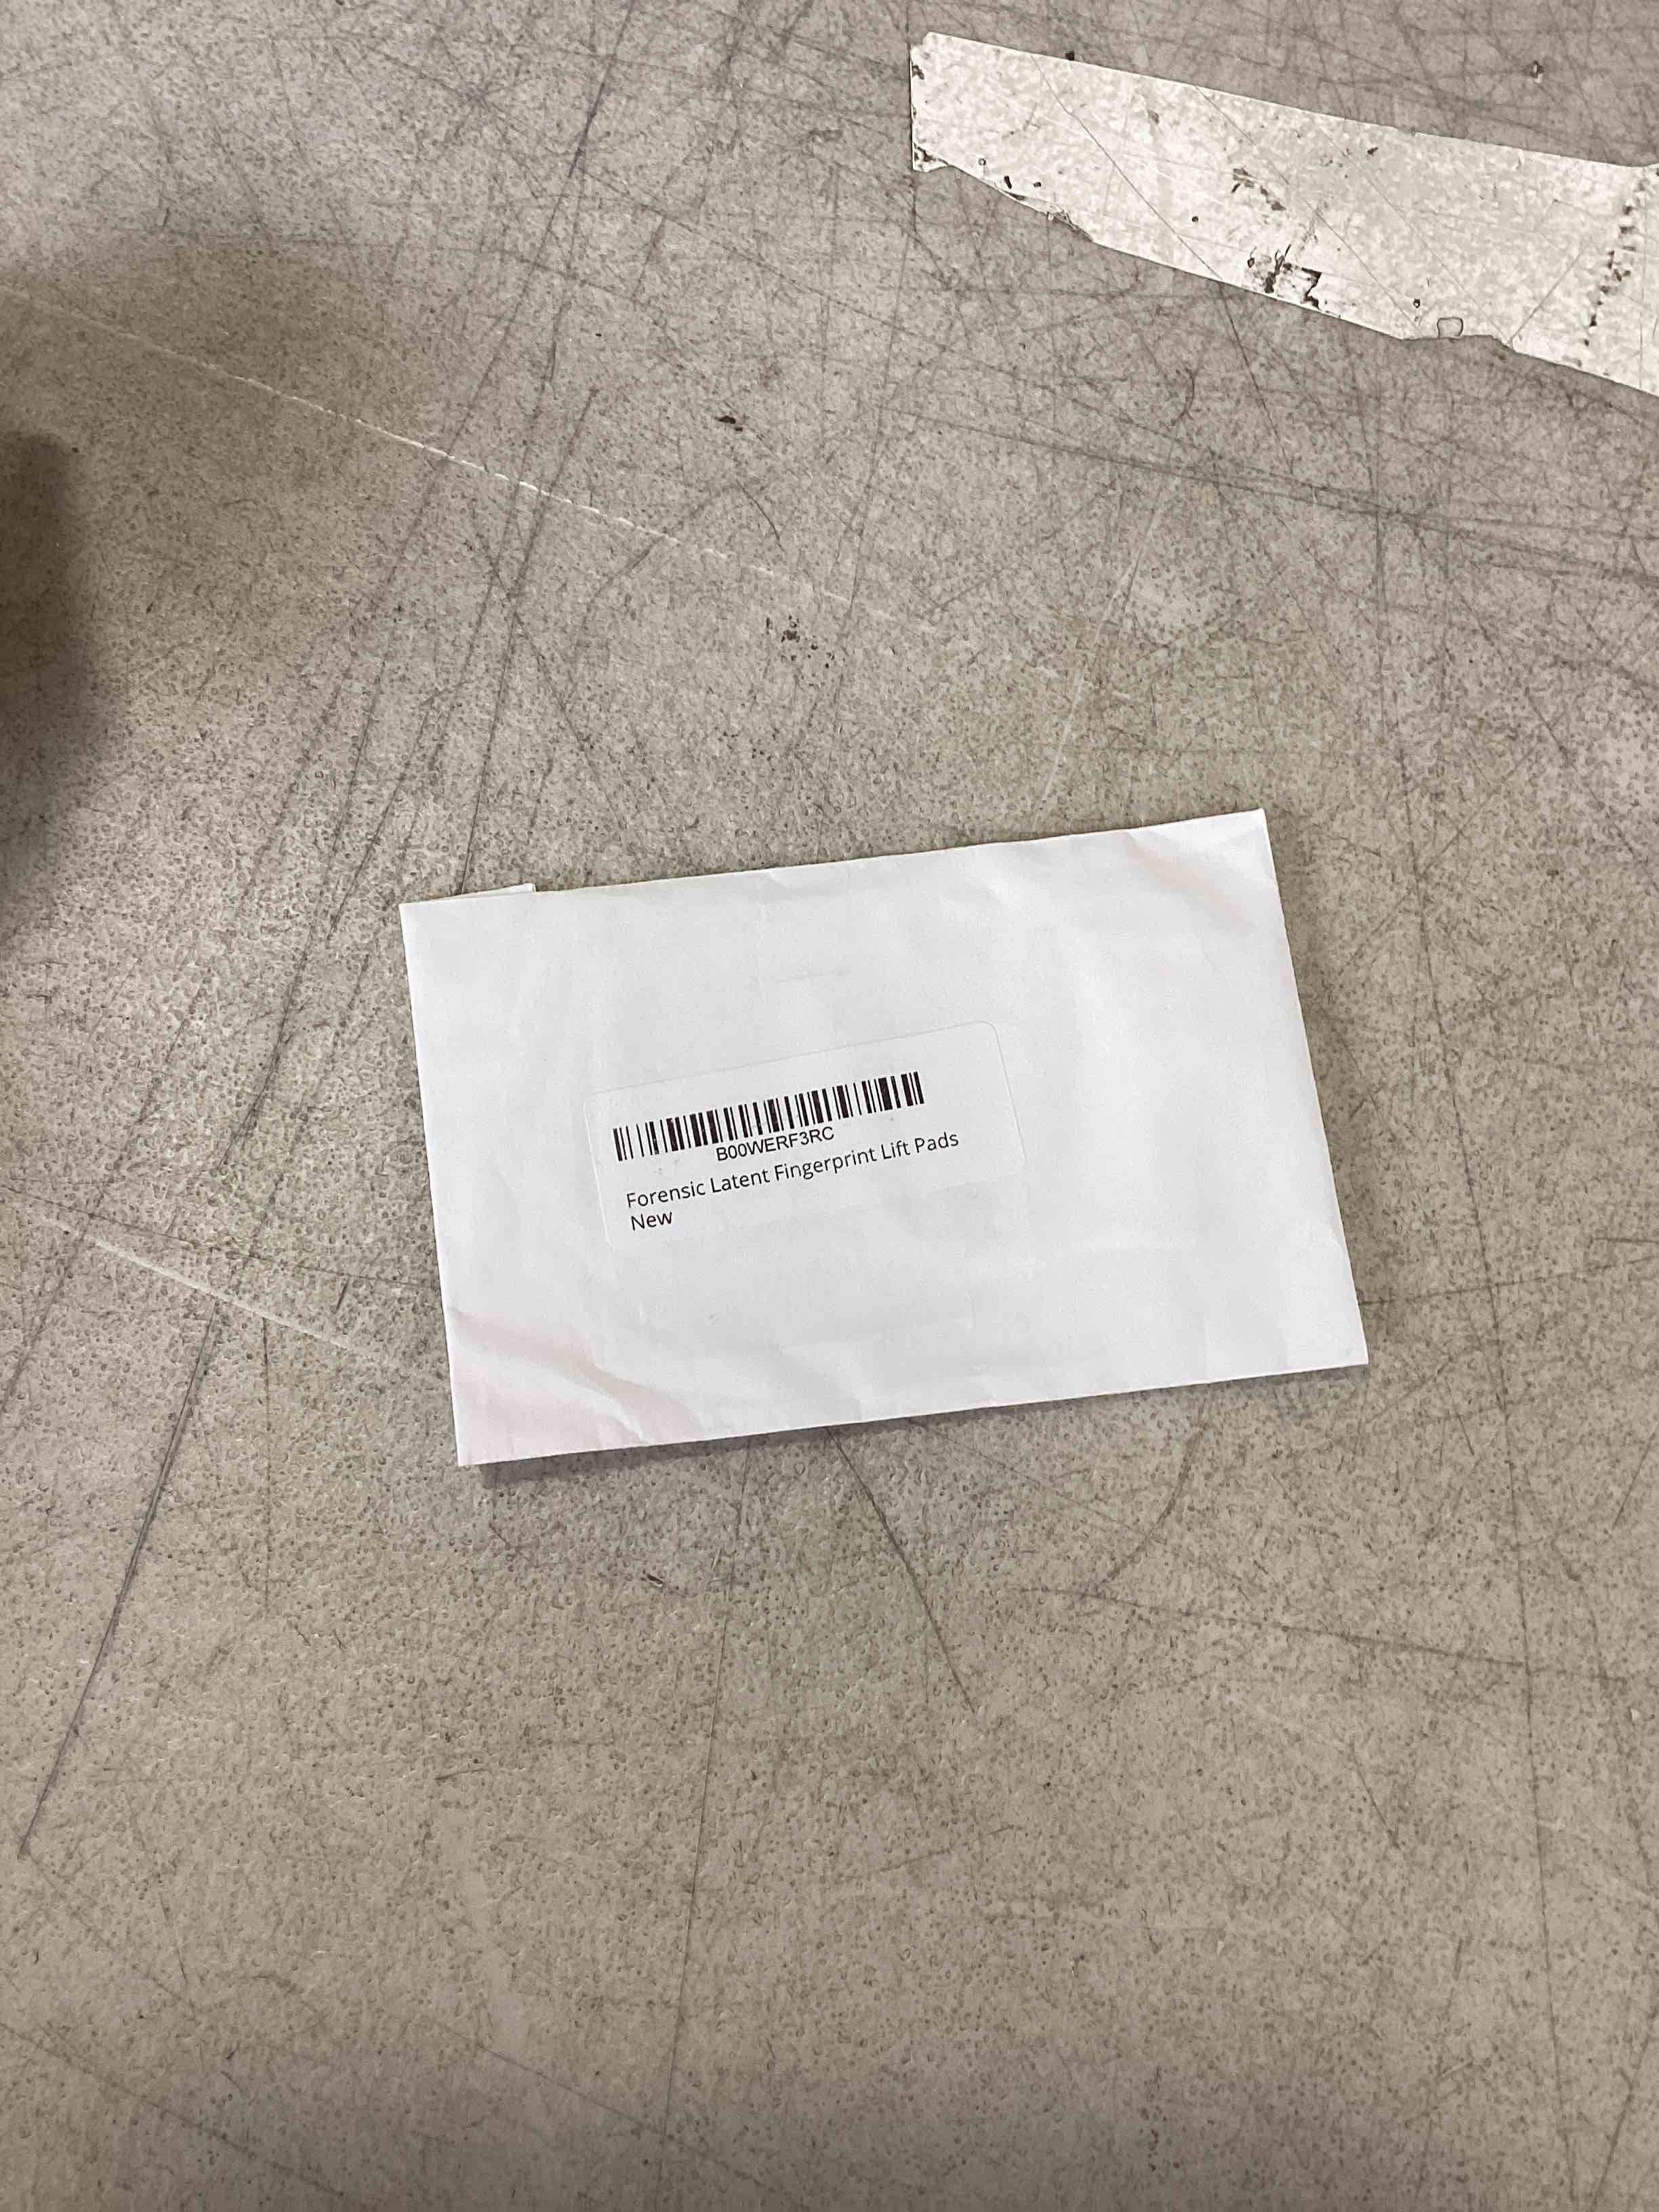 B00WERF3RC
Forensic Latent Fingerprint Lift Pads
New